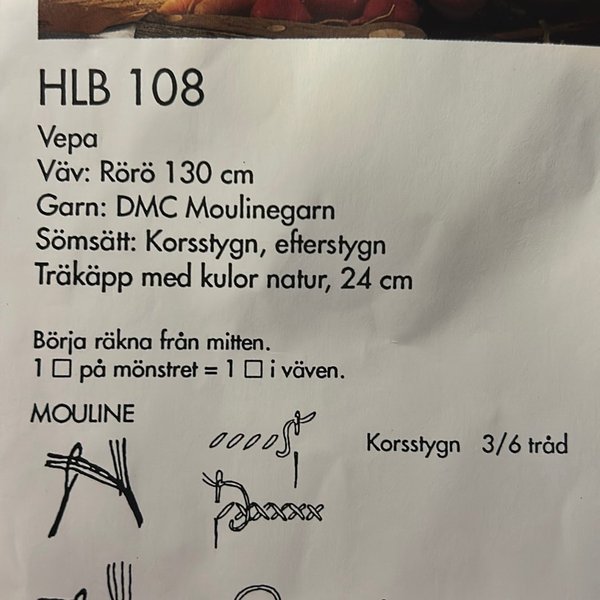 HLB 108
Vepa
Väv: Rörö 130 cm
Garn: DMC Moulinegarn
Sömsätt: Korsstygn, efterstygn
Träkäpp med kulor natur, 24 cm
Börja räkna från mitten.
1 □ på mönstret = 1 □ i väven.
MOULINE
Korsstygn 3/6 tråd